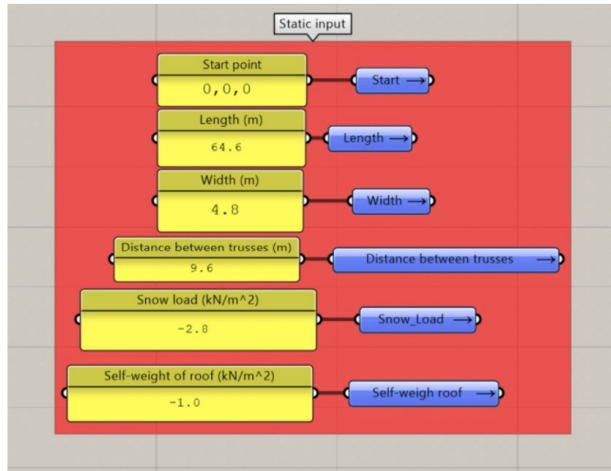 Static input
Start point
0,0,0
Start
Length (m)
64.6
Length
Width (m)
4.8
Width
Distance between trusses (m)
9.6
Distance between trusses
Snow load (kN/m^2)
-2.8
Snow_Load
Self-weight of roof (kN/m^2)
-1.0
Self-weigh roof